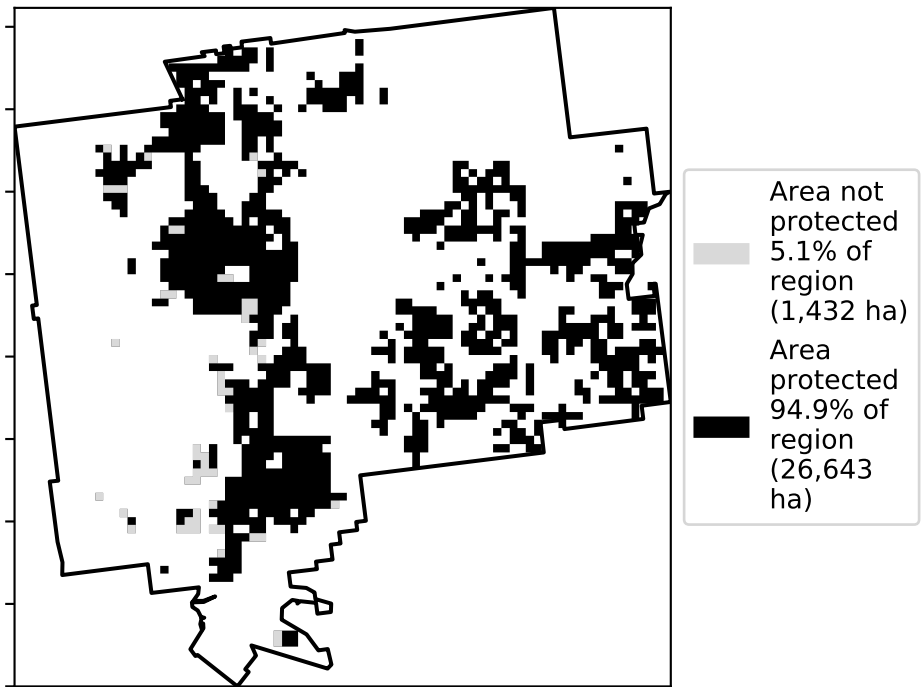 Area not
protected
5.1% of
region
(1,432 ha)
Area
protected
94.9% of
region
(26,643
ha)